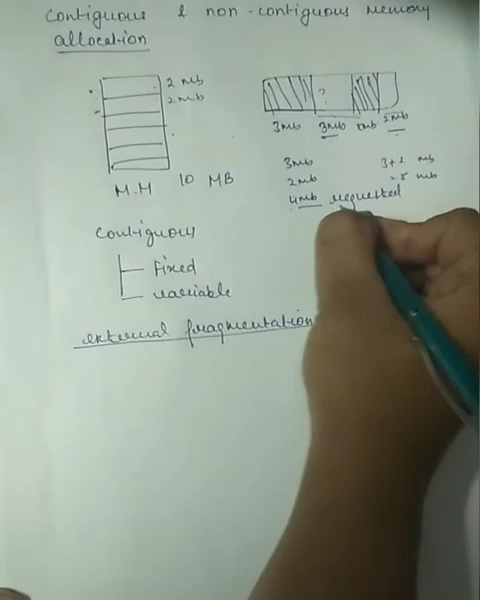 contiguous & non-contiguous memory
allocation
2 mb
2 mb
M.M 10 MB
?
3mb 3mb 2mb
3mb
2mb
4mb requested
3+2 mb
=5 mb
contiguous
Fixed
variable
external fragmentation